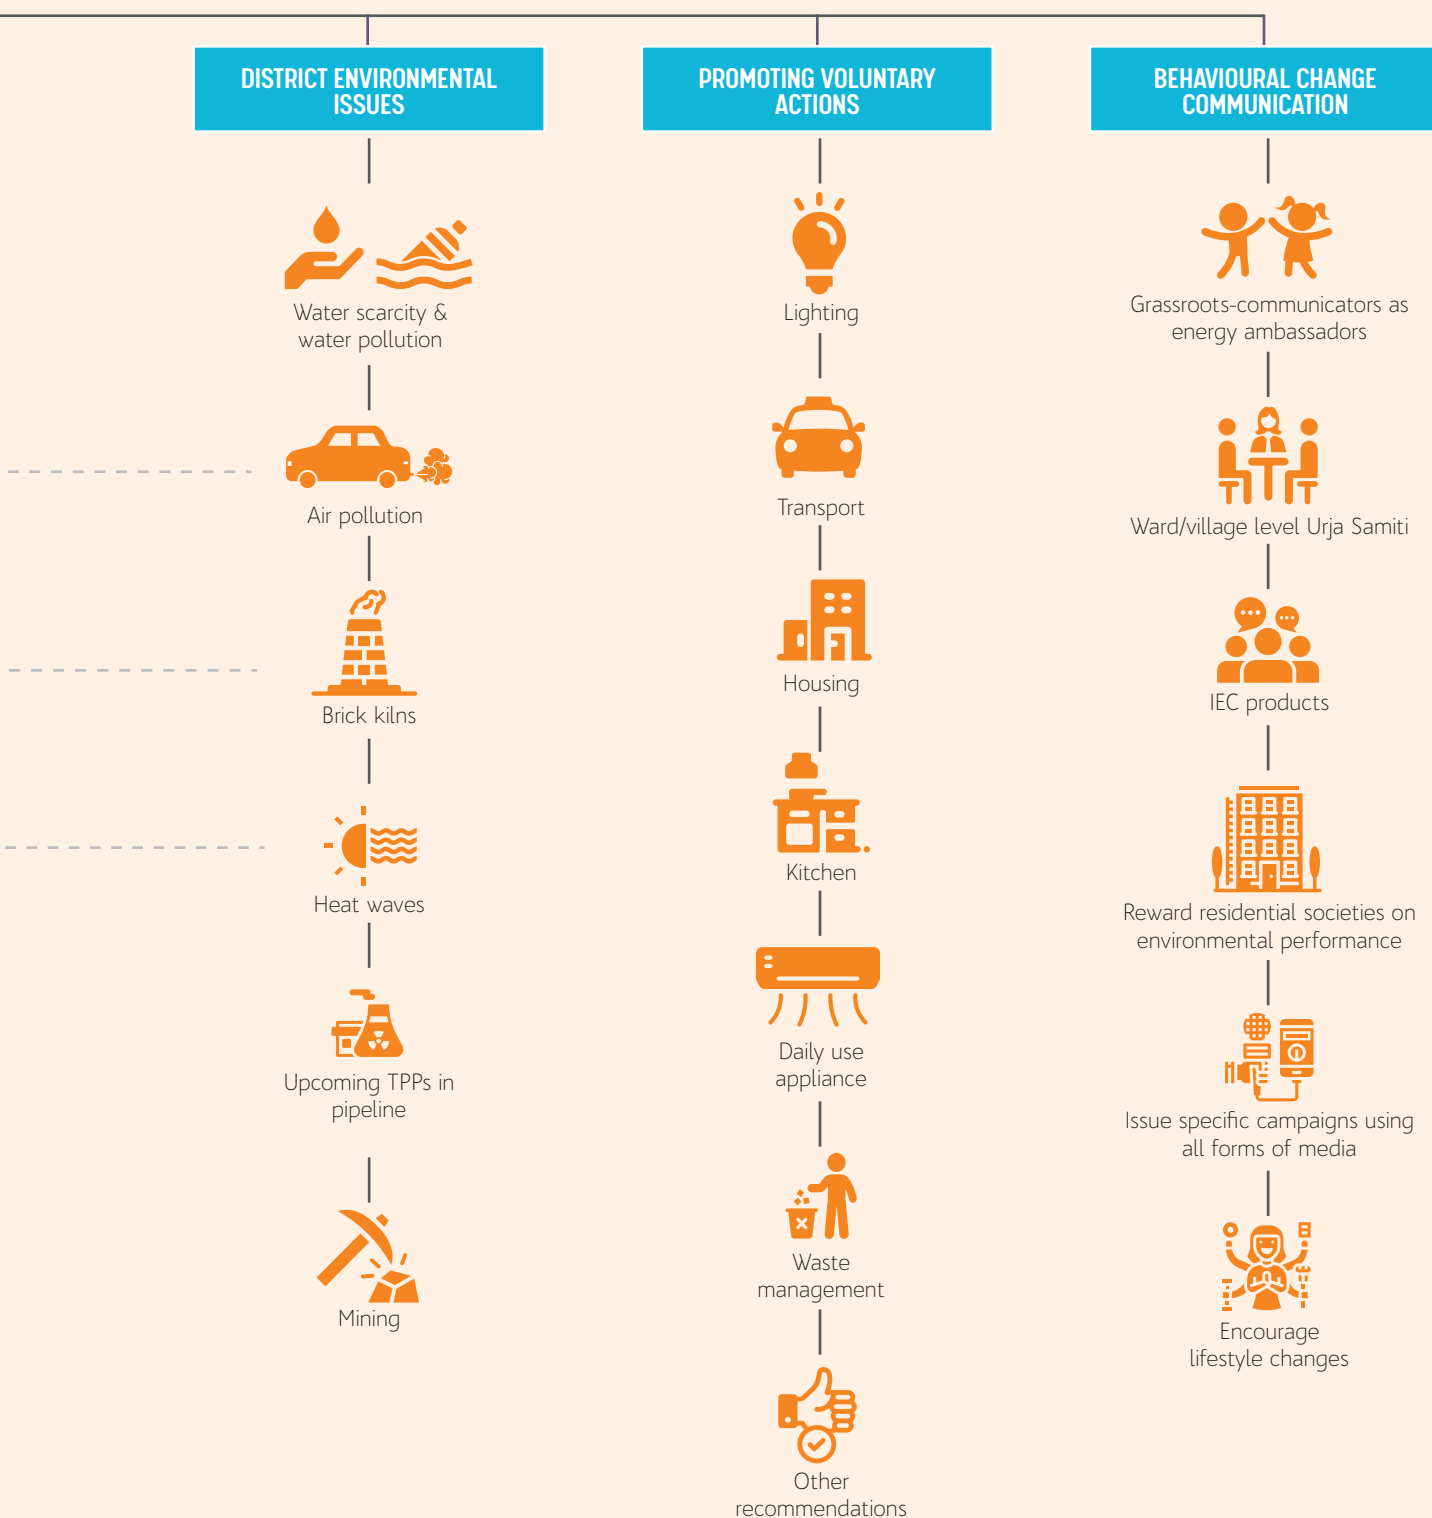 DISTRICT ENVIRONMENTAL
ISSUES
Water scarcity &
water pollution
Air pollution
Brick kilns
Heat waves
Upcoming TPPs in
pipeline
Mining
PROMOTING VOLUNTARY
ACTIONS
Lighting
Transport
Housing
Kitchen
Daily use
appliance
Waste
management
Other
recommendations
BEHAVIOURAL CHANGE
COMMUNICATION
Grassroots-communicators as
energy ambassadors
Ward/village level Urja Samiti
IEC products
Reward residential societies on
environmental performance
Issue specific campaigns using
all forms of media
Encourage
lifestyle changes